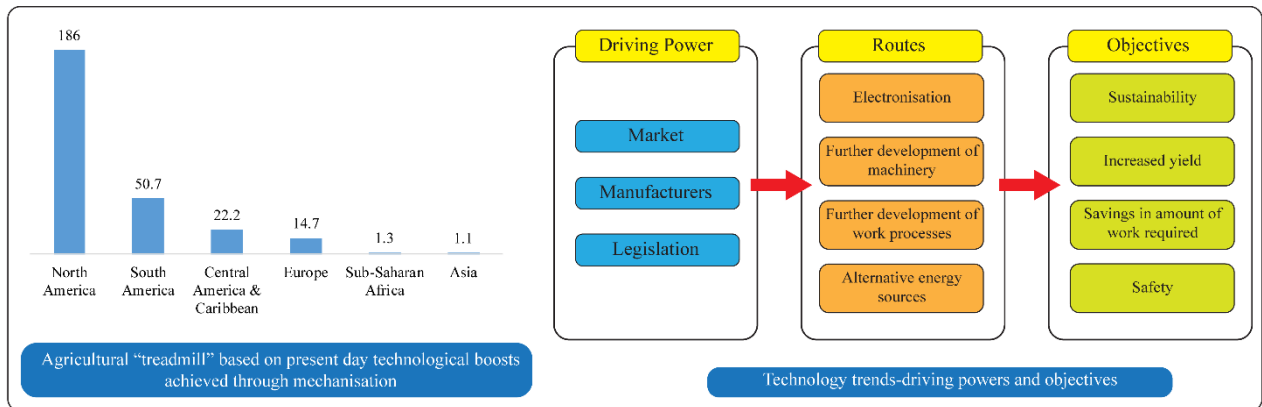 186
50.7
22.2
14.7
1.3
1.1
North
America
South
America
Central
America &
Caribbean
Europe
Sub-Saharan
Africa
Asia
Agricultural “treadmill” based on present day technological boosts
achieved through mechanisation
Driving Power
Market
Manufacturers
Legislation
Routes
Electronisation
Further development of
machinery
Further development of
work processes
Alternative energy
sources
Objectives
Sustainability
Increased yield
Savings in amount of
work required
Safety
Technology trends-driving powers and objectives